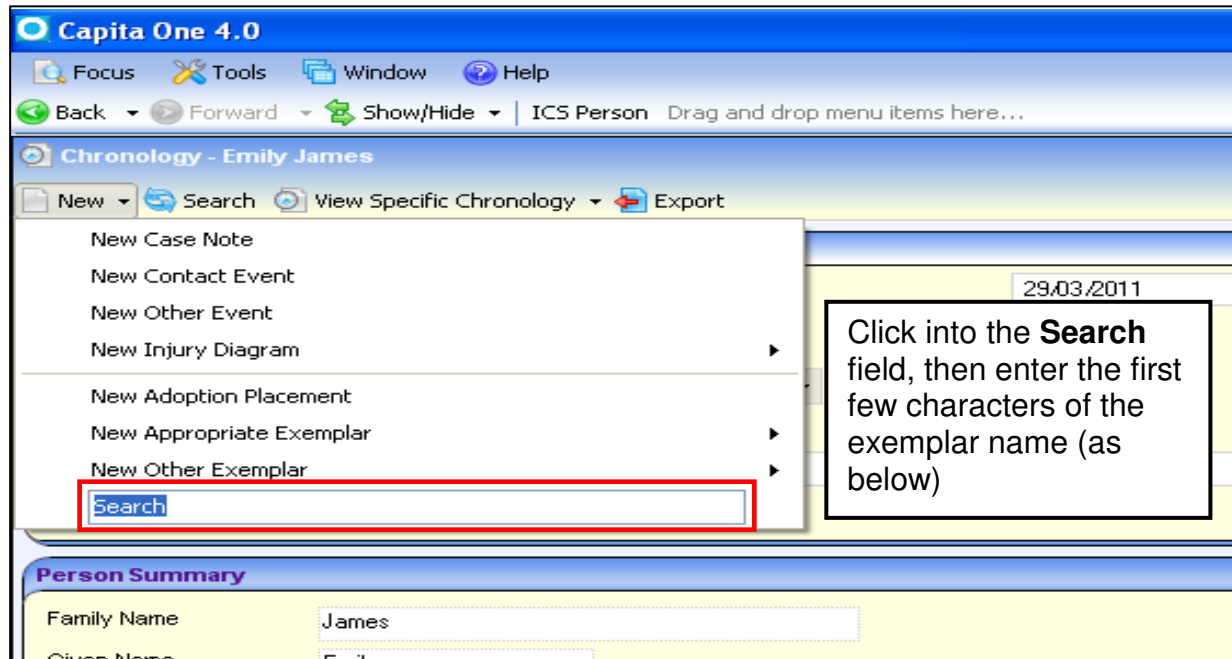 Capita One 4.0
Focus Tools Window Help
Back Forward Show/Hide ICS Person Drag and drop menu items here...
Chronology - Emily James
New Search View Specific Chronology Export
New Case Note
New Contact Event
New Other Event
New Injury Diagram
New Adoption Placement
New Appropriate Exemplar
New Other Exemplar
Search
29/03/2011
Click into the Search
field, then enter the first
few characters of the
exemplar name (as
below)
Person Summary
Family Name James
Given Name Emily